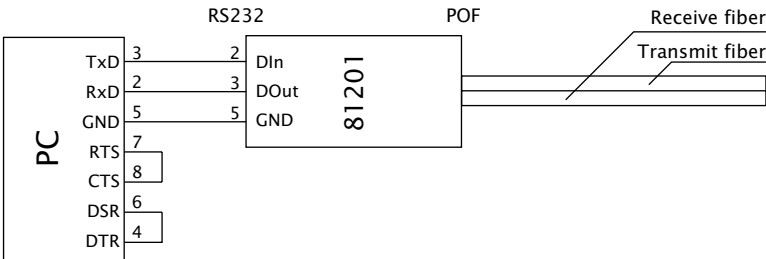 RS232 POF Receive fiber
Transmit fiber
TxD 3 2 DIn
RxD 2 3 DOut
GND 5 5 GND
RTS 7
CTS 8
DSR 6
DTR 4
PC
81201